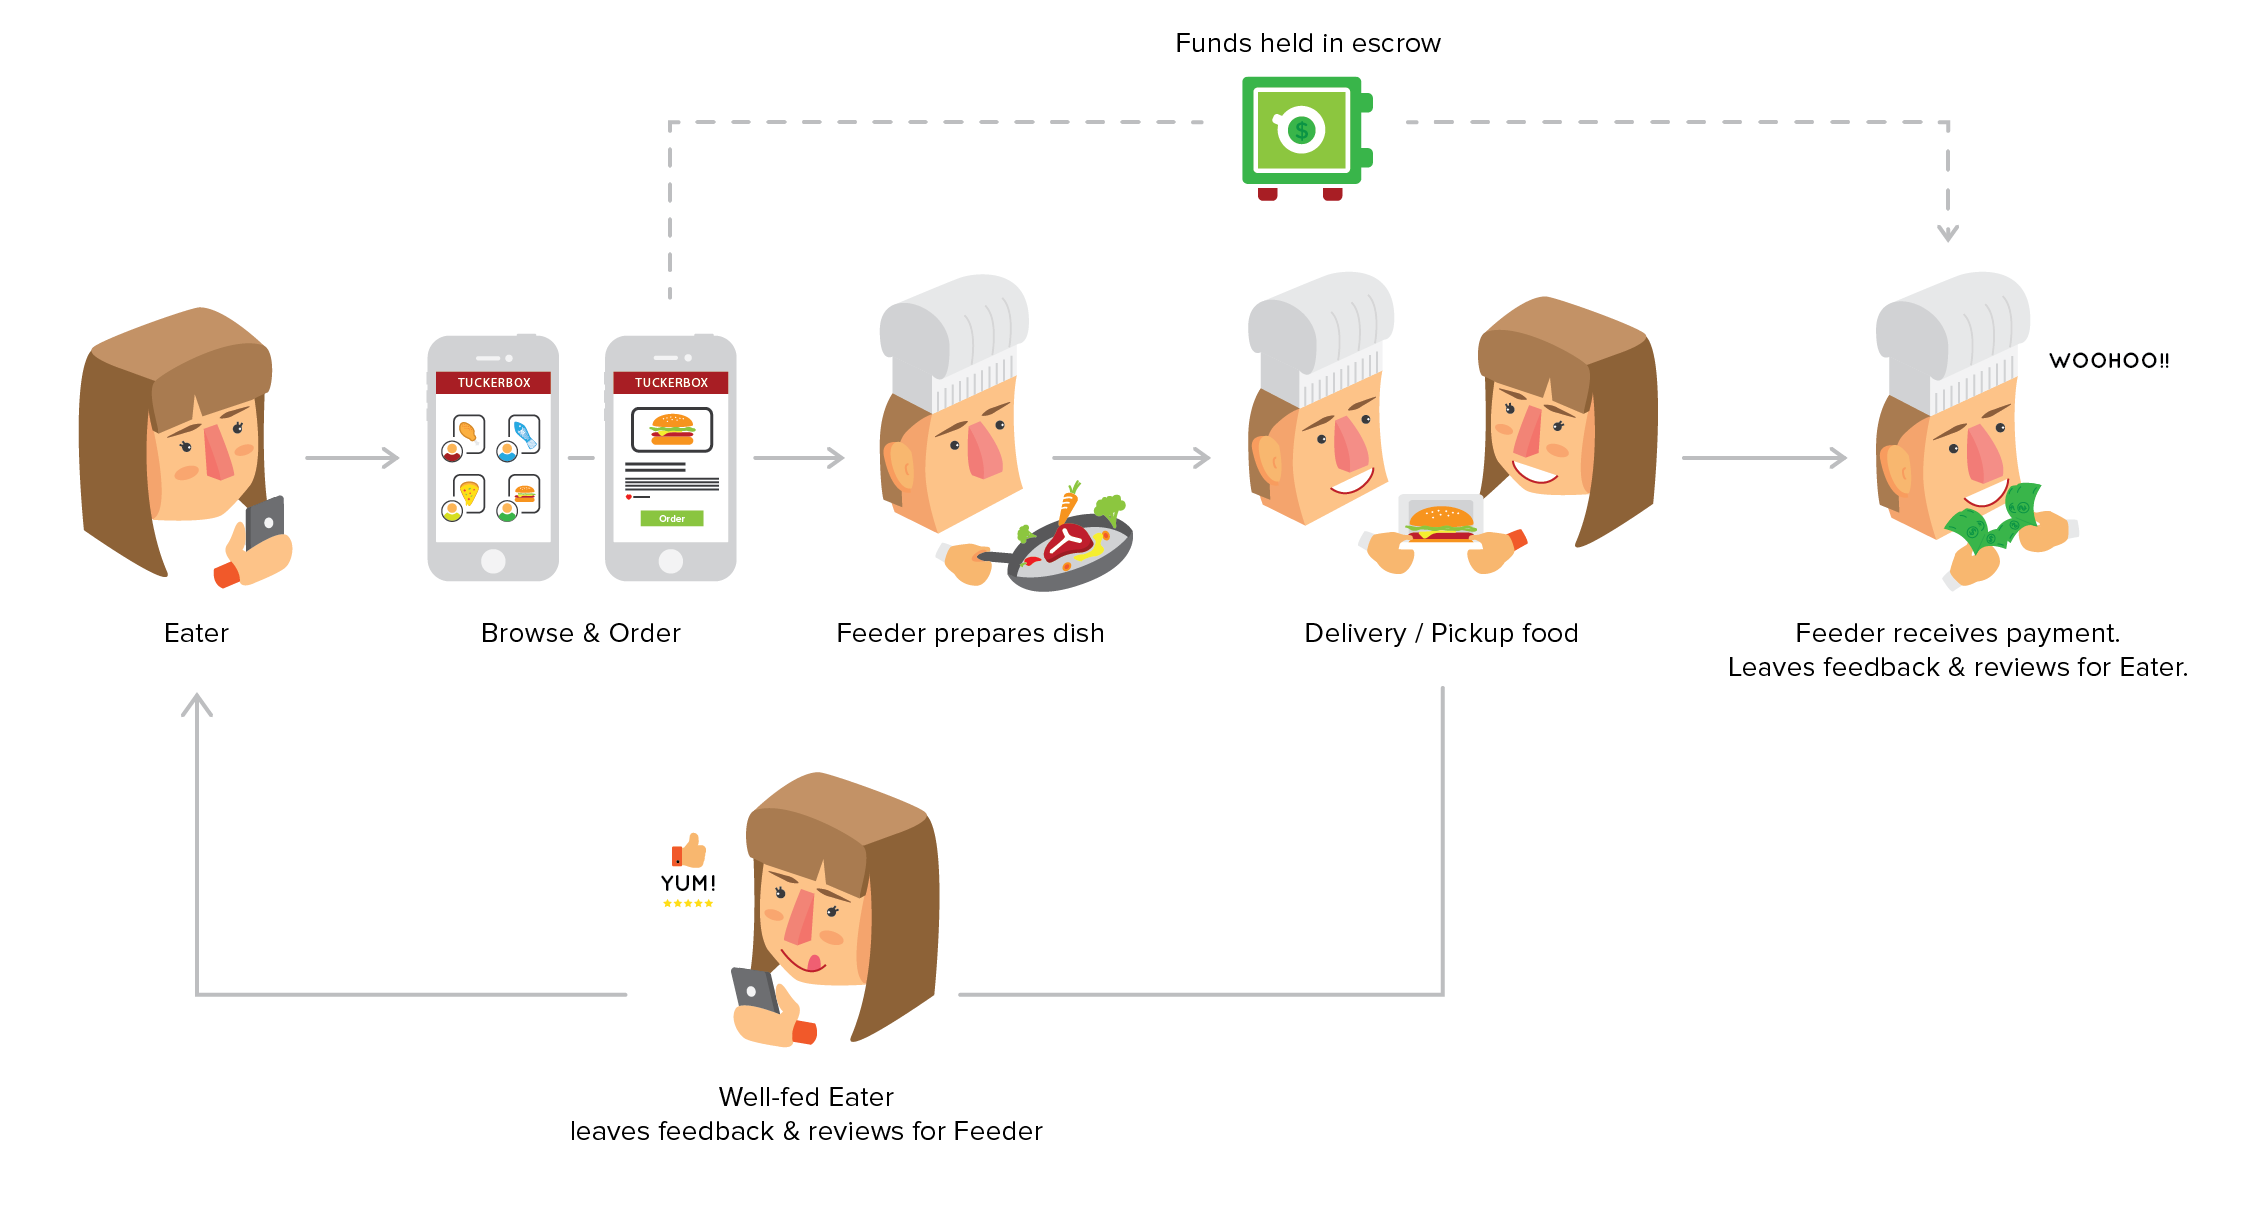 Funds held in escrow
WOOHOO!!
TUCKERBOX
TUCKERBOX
Order
Eater
Browse & Order
Feeder prepares dish
Delivery / Pickup food
Feeder receives payment.
Leaves feedback & reviews for Eater.
YUM!
Well-fed Eater
leaves feedback & reviews for Feeder